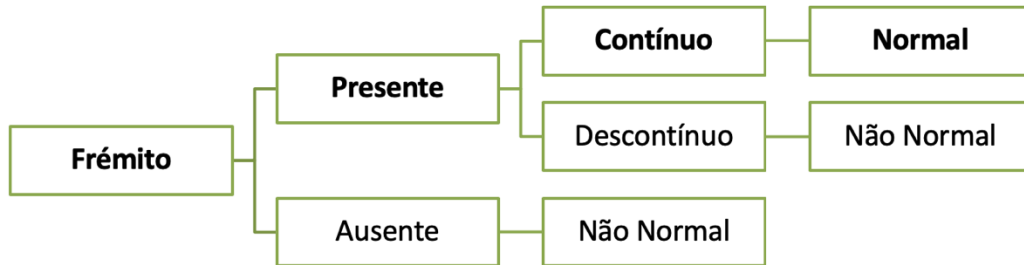 Frémito
Presente
Contínuo
Normal
Descontínuo
Não Normal
Ausente
Não Normal